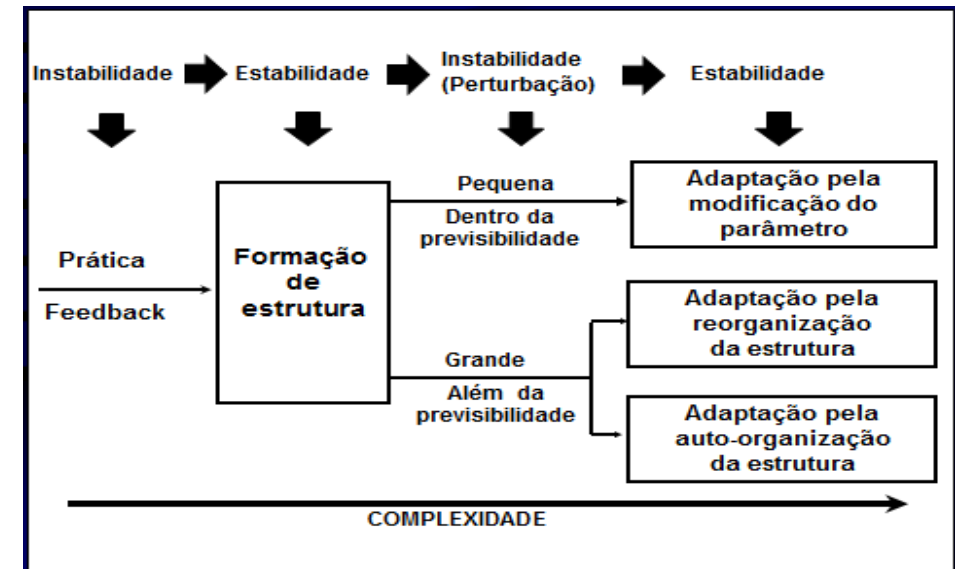 Instabilidade
Estabilidade
Instabilidade
(Perturbação)
Estabilidade
Prática
Feedback
Formação
de
estrutura
Pequena
Dentro da
previsibilidade
Grande
Além da
previsibilidade
Adaptação pela
modificação do
parâmetro
Adaptação pela
reorganização
da estrutura
Adaptação pela
auto-organização
da estrutura
COMPLEXIDADE